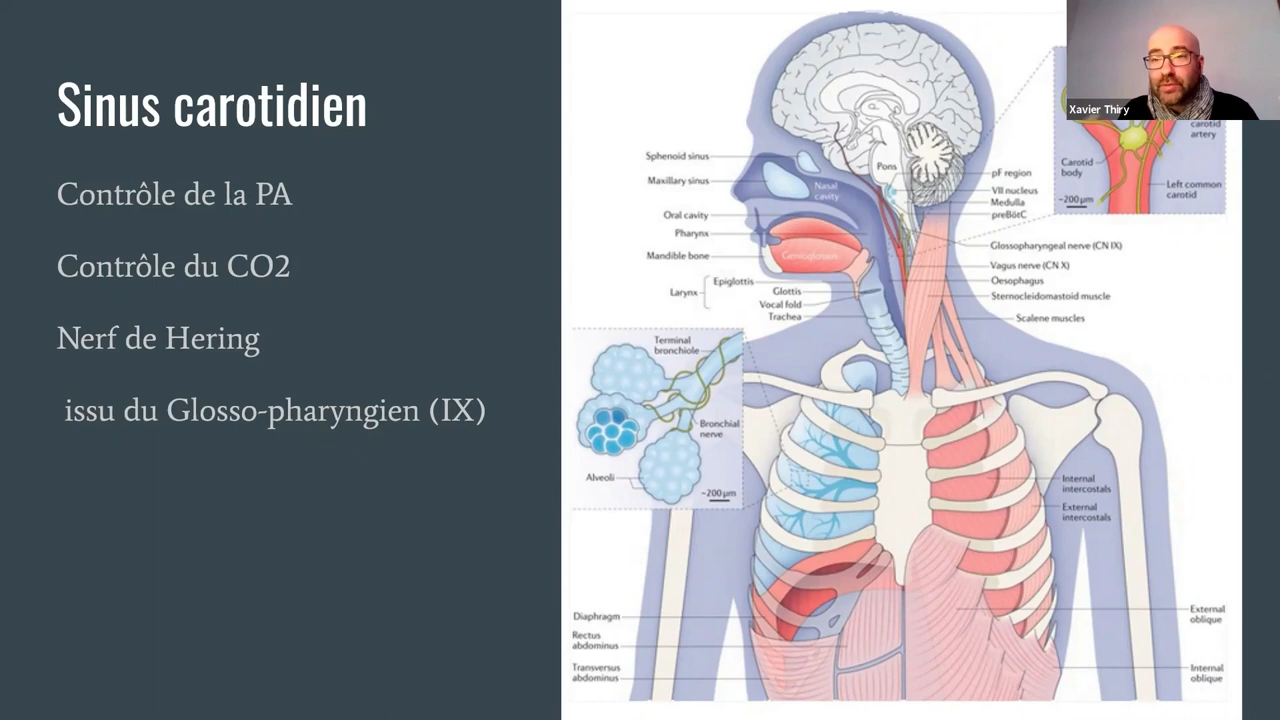 Sinus carotidien
Contrôle de la PA
Contrôle du CO2
Nerf de Hering
issu du Glosso-pharyngien (IX)
Sphenoid sinus
Maxillary sinus
Nasal
cavity
Oral cavity
Pharynx
Mandible bone
Genioglossus
Epiglottis
Larynx
Glottis
Vocal fold
Trachea
Pons
pF region
VII nucleus
Medulla
preBötC
Glossopharyngeal nerve (CN IX)
Vagus nerve (CN X)
Oesophagus
Sternocleidomastoid muscle
Scalene muscles
Xavier Thiry
carotid
artery
Carotid
body
Left common
carotid
~200 μm
Terminal
bronchiole
Bronchial
nerve
Alveoli
~200 μm
Internal
intercostals
External
intercostals
Diaphragm
Rectus
abdominus
Transversus
abdominus
External
oblique
Internal
oblique